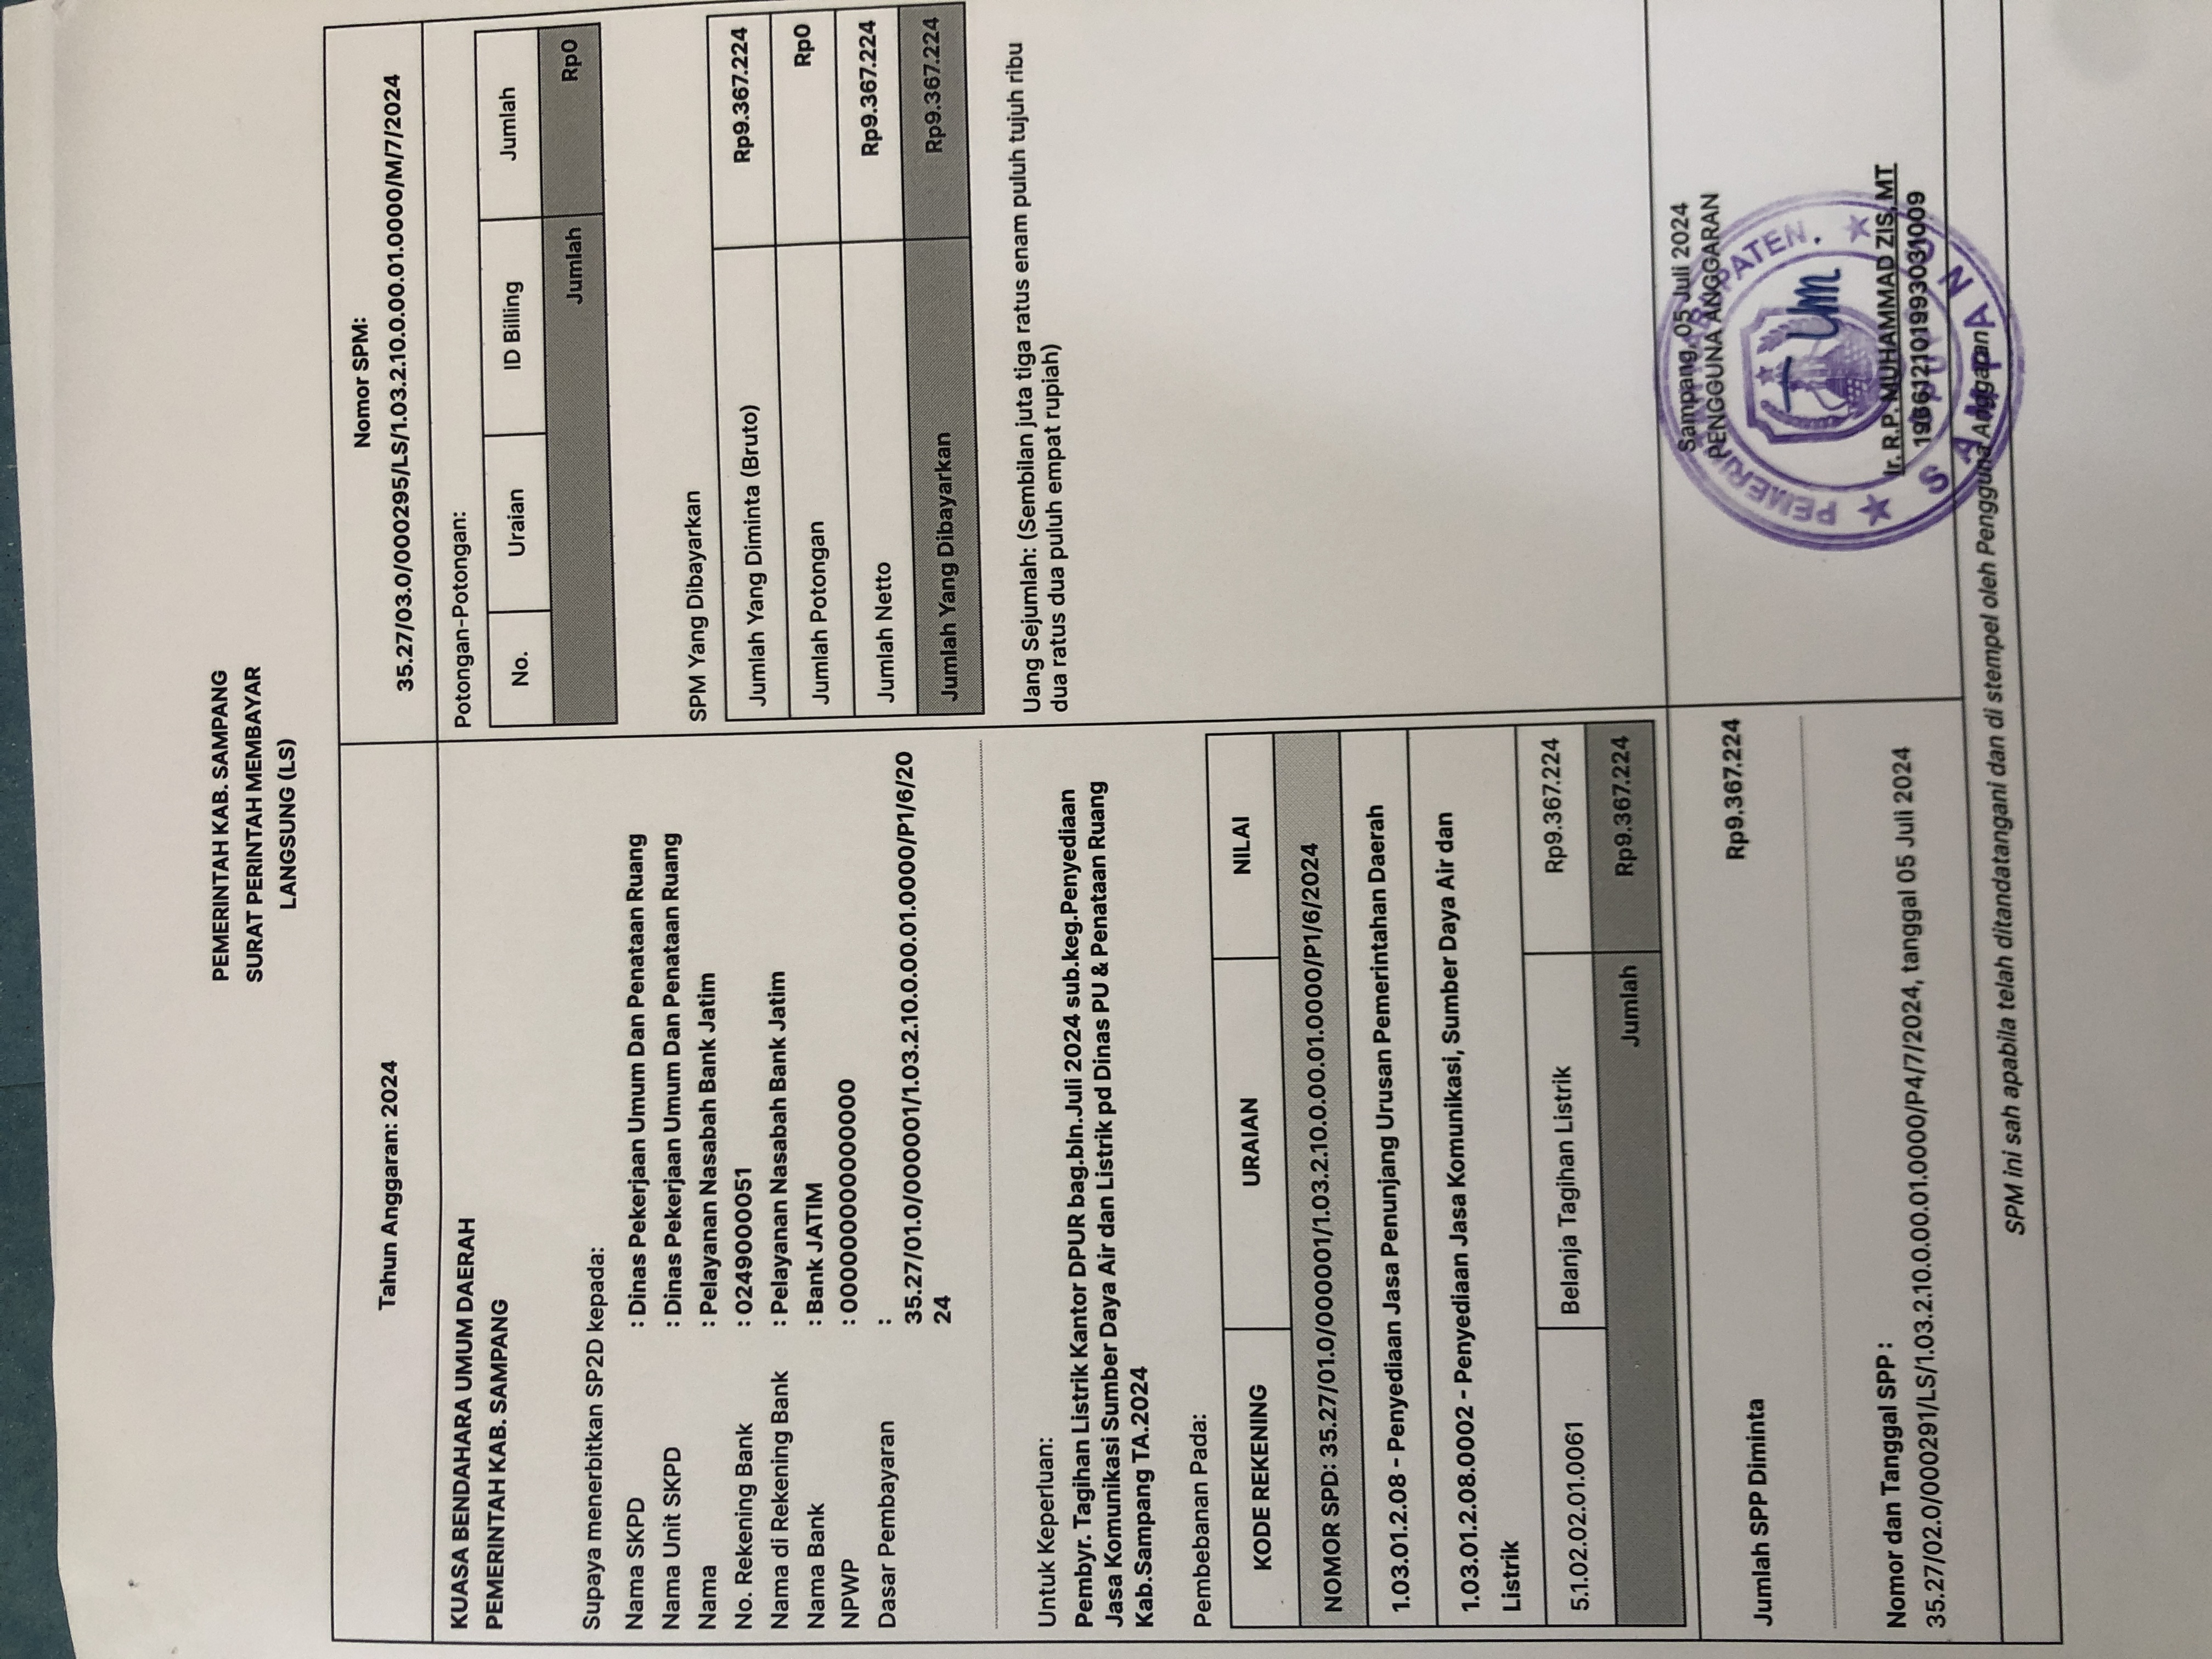 PEMERINTAH KAB. SAMPANG
SURAT PERINTAH MEMBAYAR
LANGSUNG (LS)
Tahun Anggaran: 2024
Nomor SPM:
35.27/03.0/000295/LS/1.03.2.10.0.00.01.0000/M/7/2024
KUASA BENDAHARA UMUM DAERAH
PEMERINTAH KAB. SAMPANG
Supaya menerbitkan SP2D kepada:
Nama SKPD : Dinas Pekerjaan Umum Dan Penataan Ruang
Nama Unit SKPD : Dinas Pekerjaan Umum Dan Penataan Ruang
Nama : Pelayanan Nasabah Bank Jatim
No. Rekening Bank : 0249000051
Nama di Rekening Bank : Pelayanan Nasabah Bank Jatim
Nama Bank : Bank JATIM
NPWP : 000000000000000
Dasar Pembayaran :
35.27/01.0/000001/1.03.2.10.0.00.01.0000/P1/6/20
24
Untuk Keperluan:
Pembyr. Tagihan Listrik Kantor DPUR bag.bln.Juli 2024 sub.keg.Penyediaan
Jasa Komunikasi Sumber Daya Air dan Listrik pd Dinas PU & Penataan Ruang
Kab.Sampang TA.2024
Pembebanan Pada:
KODE REKENING URAIAN NILAI
NOMOR SPD: 35.27/01.0/000001/1.03.2.10.0.00.01.0000/P1/6/2024
1.03.01.2.08 - Penyediaan Jasa Penunjang Urusan Pemerintahan Daerah
1.03.01.2.08.0002 - Penyediaan Jasa Komunikasi, Sumber Daya Air dan
Listrik
5.1.02.02.01.0061 Belanja Tagihan Listrik Rp9.367.224
Jumlah Rp9.367.224
Potongan-Potongan:
No. Uraian ID Billing Jumlah
Jumlah Rp0
SPM Yang Dibayarkan
Jumlah Yang Diminta (Bruto) Rp9.367.224
Jumlah Potongan Rp0
Jumlah Netto Rp9.367.224
Jumlah Yang Dibayarkan Rp9.367.224
Uang Sejumlah: (Sembilan juta tiga ratus enam puluh tujuh ribu
dua ratus dua puluh empat rupiah)
Jumlah SPP Diminta Rp9.367.224
Nomor dan Tanggal SPP :
35.27/02.0/000291/LS/1.03.2.10.0.00.01.0000/P4/7/2024, tanggal 05 Juli 2024
Sampang, 05 Juli 2024
PENGGUNA ANGGARAN
PEMERINTAH KABUPATEN.
SAMPANG
Ir. R.P. MUHAMMAD ZIS, MT
196612101993031009
SPM ini sah apabila telah ditandatangani dan di stempel oleh Pengguna Anggaran